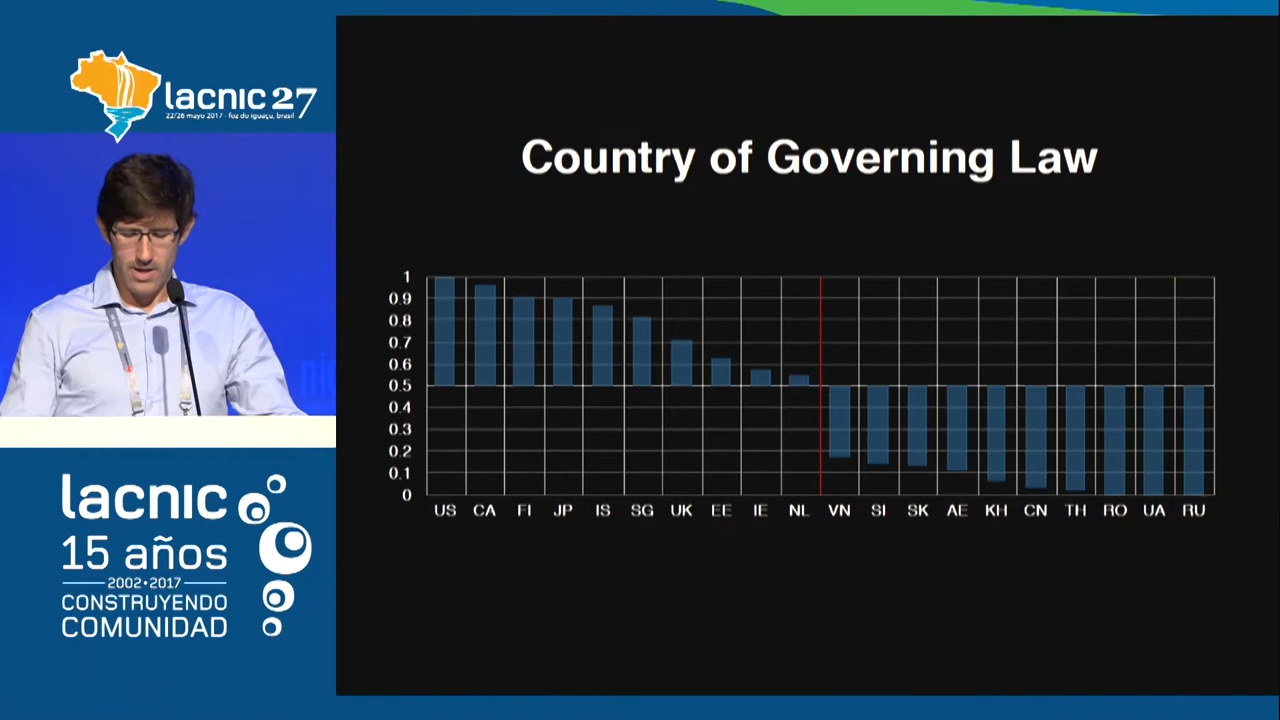 lacnic 27
22/26 mayo 2017 - foz do iguaçu, brasil
Country of Governing Law
1
0.9
0.8
0.7
0.6
0.5
0.4
0.3
0.2
0.1
0
US CA FI JP IS SG UK EE IE NL VN SI SK AE KH CN TH RO UA RU
nic
lacnic
15 años
2002•2017
CONSTRUYENDO
COMUNIDAD